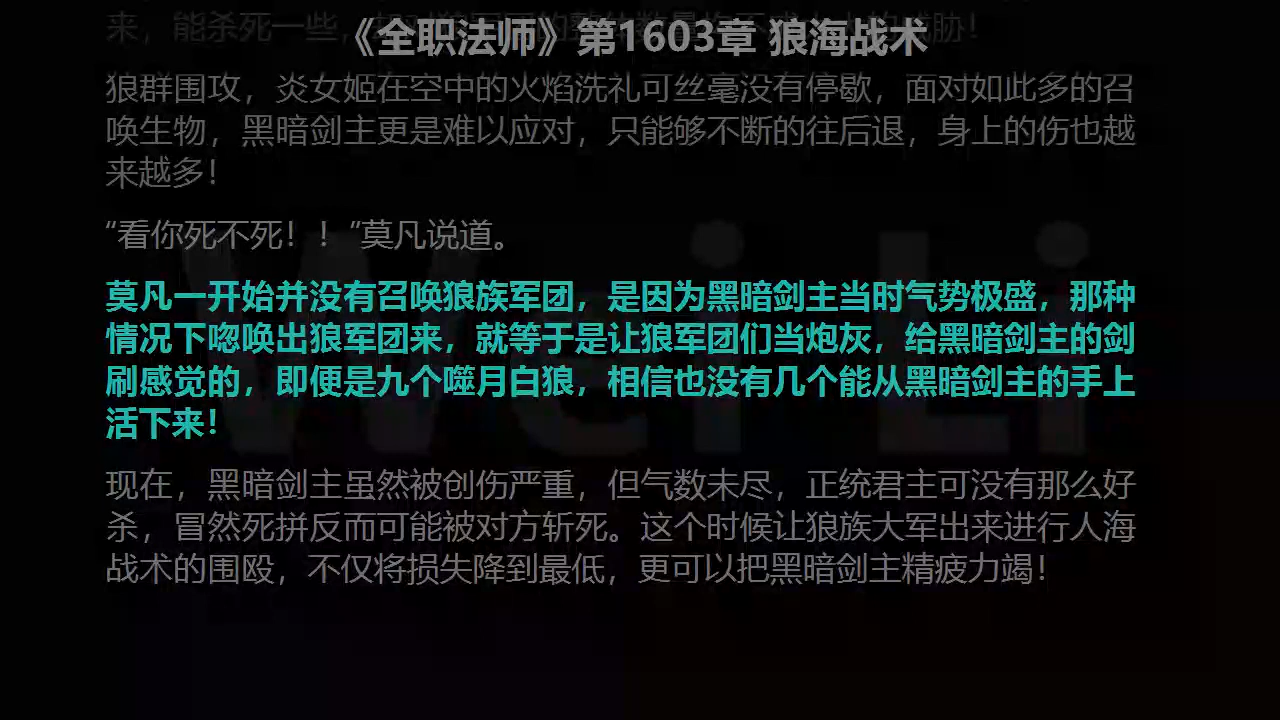 《全职法师》第1603章 狼海战术
狼群围攻，炎女姬在空中的火焰洗礼可丝毫没有停歇，面对如此多的召
唤生物，黑暗剑主更是难以应对，只能够不断的往后退，身上的伤也越
来越多！
“看你死不死！！“莫凡说道。
莫凡一开始并没有召唤狼族军团，是因为黑暗剑主当时气势极盛，那种
情况下唿唤出狼军团来，就等于是让狼军团们当炮灰，给黑暗剑主的剑
刷感觉的，即便是九个噬月白狼，相信也没有几个能从黑暗剑主的手上
活下来！
现在，黑暗剑主虽然被创伤严重，但气数未尽，正统君主可没有那么好
杀，冒然死拼反而可能被对方斩死。这个时候让狼族大军出来进行人海
战术的围殴，不仅将损失降到最低，更可以把黑暗剑主精疲力竭！
Wei Li